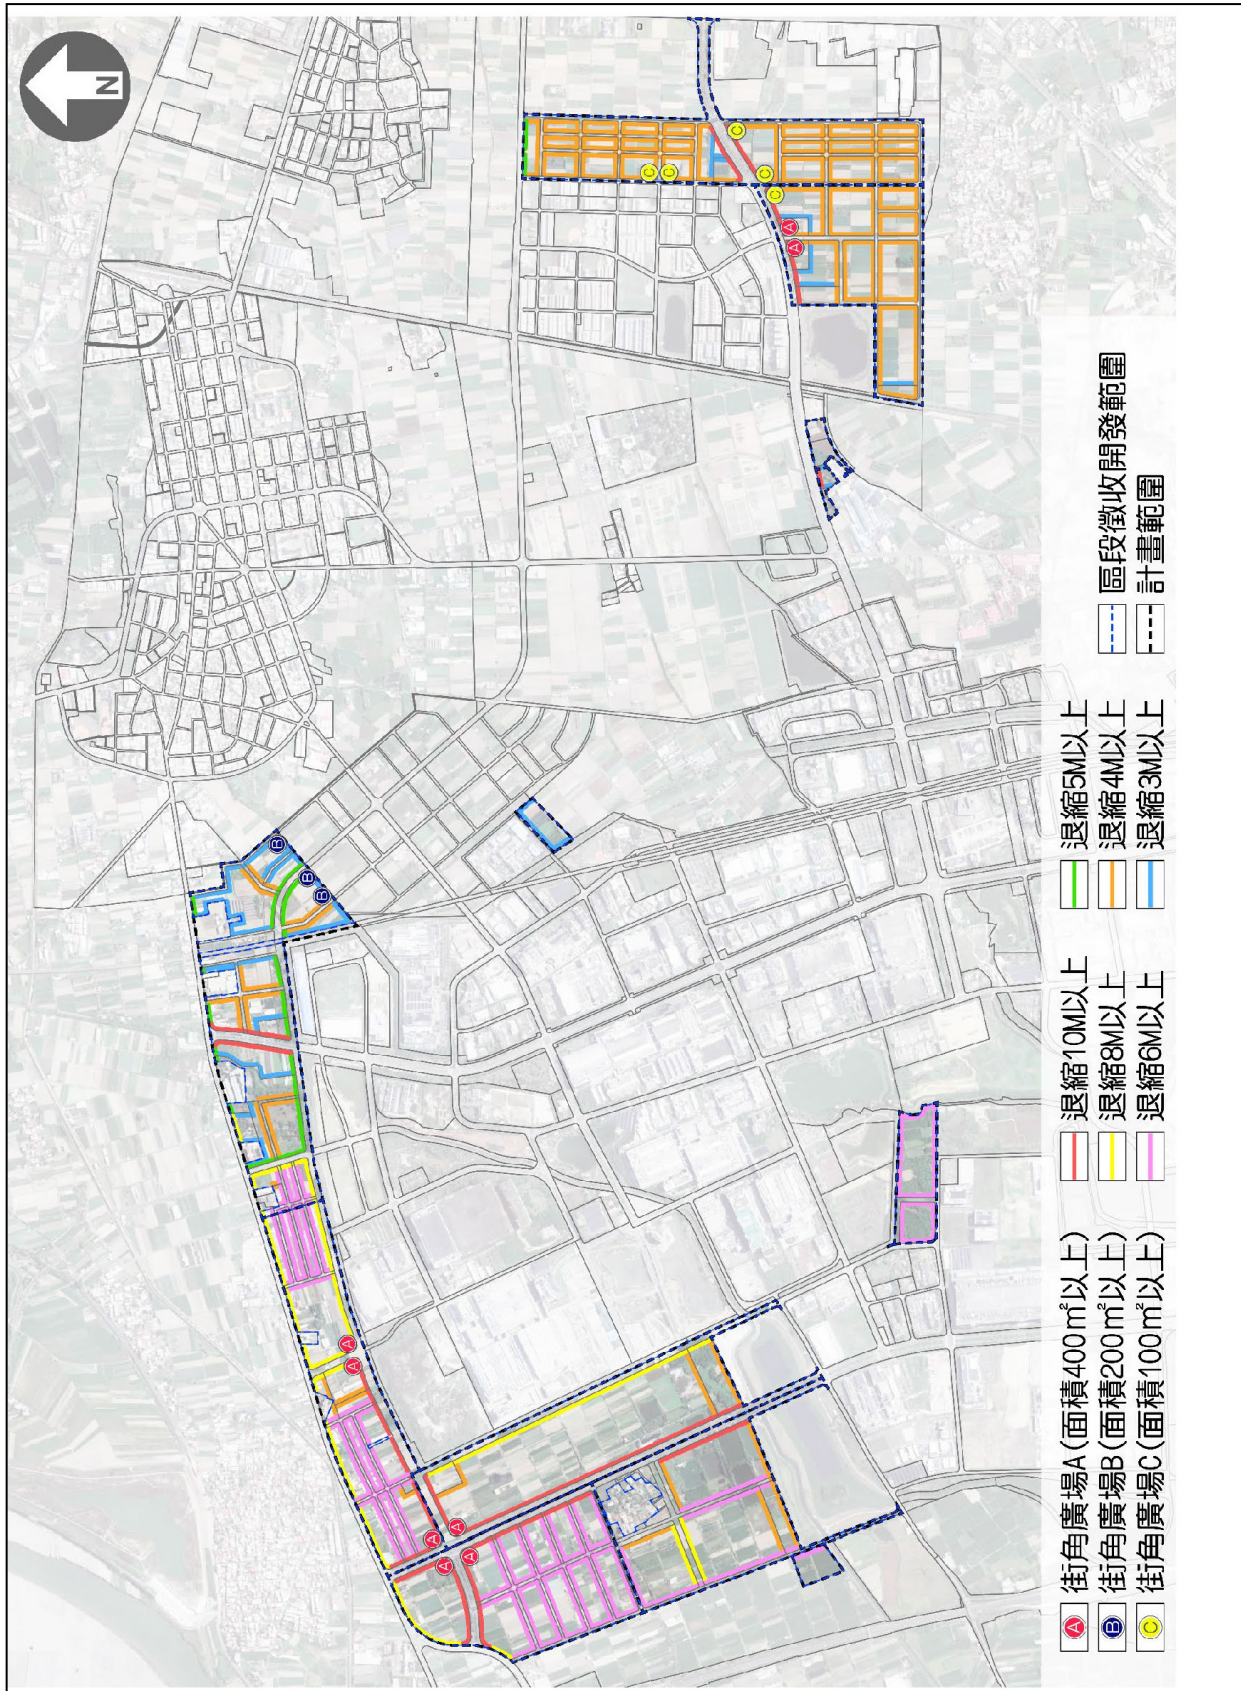 N
C
C
C
C
C
A
A
B
B
B
A
A
A
A
A
A
A 街角廣場A(面積400㎡以上)
B 街角廣場B(面積200㎡以上)
C 街角廣場C(面積100㎡以上)
退縮10M以上
退縮8M以上
退縮6M以上
退縮5M以上
退縮4M以上
退縮3M以上
區段徵收開發範圍
計畫範圍